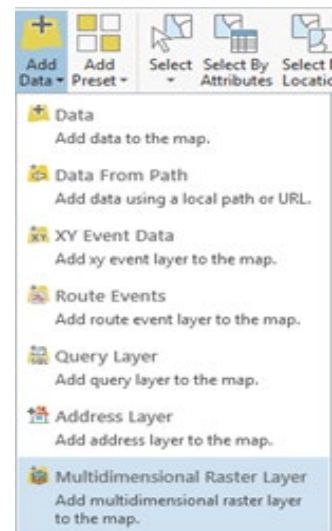 Add Data
Add Preset
Select
Select By Attributes
Select
Locatio
Data
Add data to the map.
Data From Path
Add data using a local path or URL.
XY Event Data
Add xy event layer to the map.
Route Events
Add route event layer to the map.
Query Layer
Add query layer to the map.
Address Layer
Add address layer to the map.
Multidimensional Raster Layer
Add multidimensional raster layer
to the map.